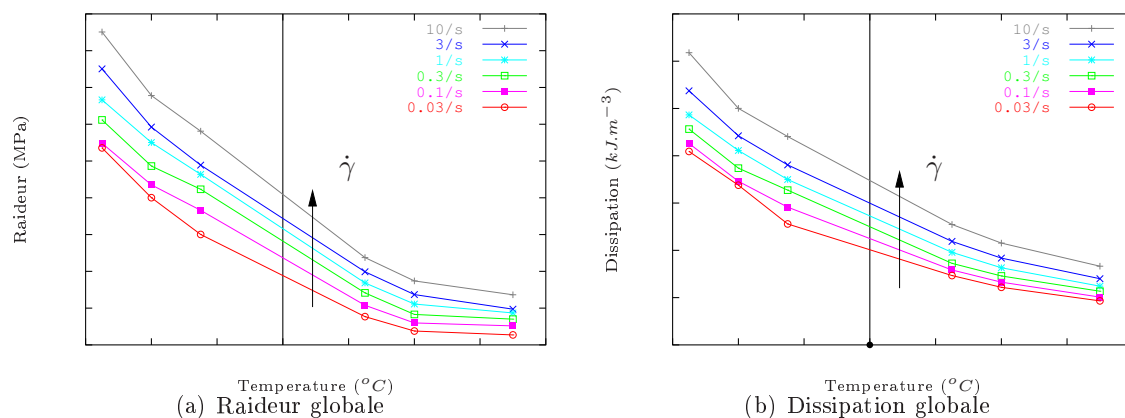 10/s
3/s
1/s
0.3/s
0.1/s
0.03/s
γ̇
Raideur (MPa)
Temperature (°C)
(a) Raideur globale
10/s
3/s
1/s
0.3/s
0.1/s
0.03/s
γ̇
Dissipation (kJ.m⁻³)
Temperature (°C)
(b) Dissipation globale